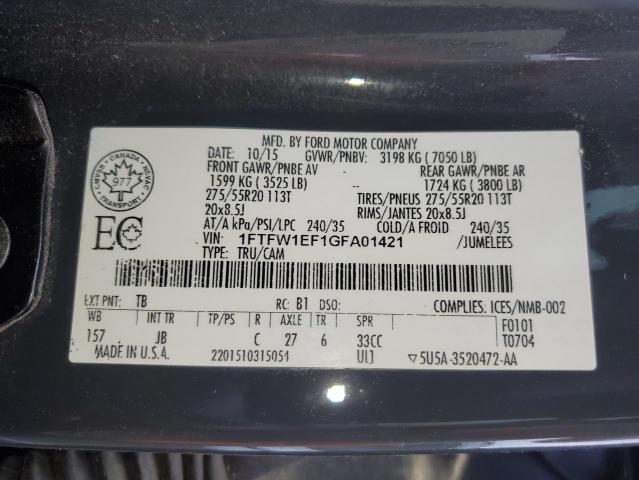 MFD. BY FORD MOTOR COMPANY
DATE: 10/15 GVWR/PNBV: 3198 KG ( 7050 LB)
FRONT GAWR/PNBE AV REAR GAWR/PNBE AR
1599 KG ( 3525 LB) 1724 KG ( 3800 LB)
275/55R20 113T TIRES/PNEUS 275/55R20 113T
20x8.5J RIMS/JANTES 20x8.5J
AT/A kPa/PSI/LPC 240/35 COLD/A FROID 240/35
VIN: 1FTFW1EF1GFA01421 /JUMELEES
TYPE: TRU/CAM
CANADA
977
TRANSPORT
EC
EXT PNT: TB RC: B1 DSO: COMPLIES: ICES/NMB-002
WB INT TR TP/PS R AXLE TR SPR F0101
157 JB C 27 6 33CC T0704
MADE IN U.S.A. 2201510315054 ▽5U5A-3520472-AA